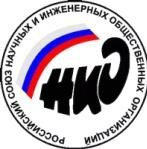 РОССИЙСКИЙ СОЮЗ НАУЧНЫХ И ИНЖЕНЕРНЫХ ОБЩЕСТВЕННЫХ ОРГАНИЗАЦИЙ
НИО